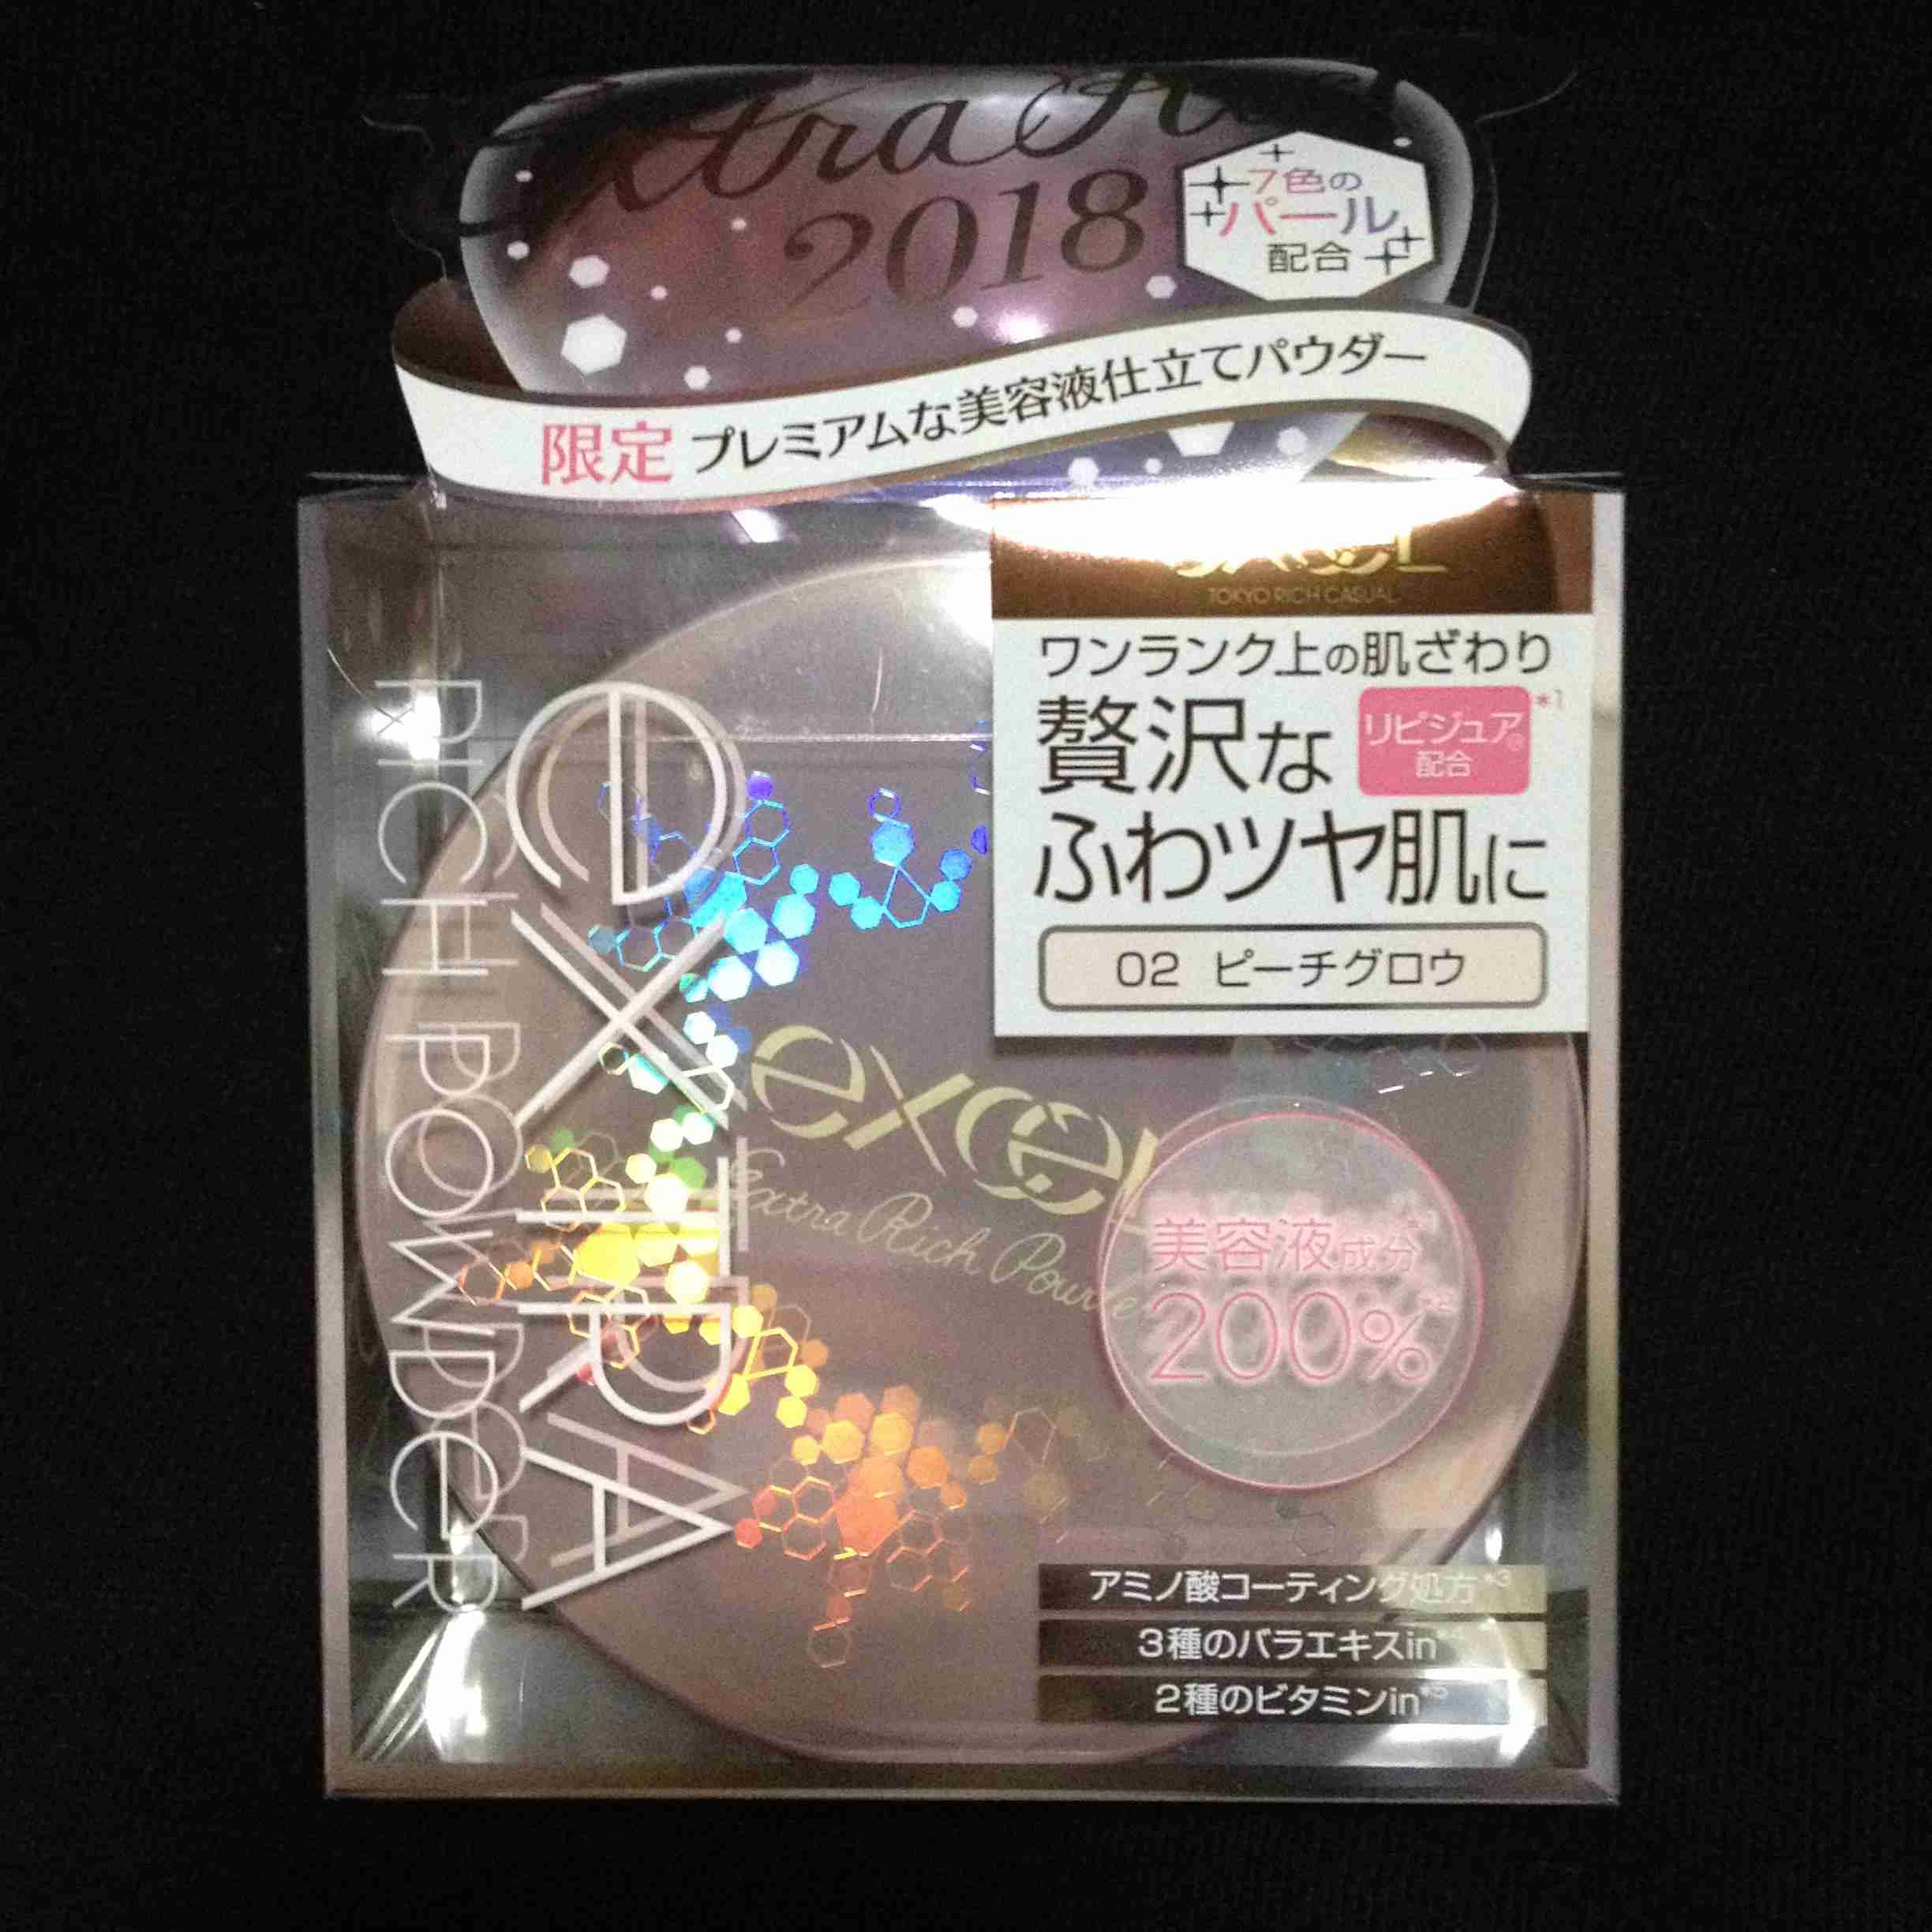 2018
7色の
パール
配合
限定 プレミアムな美容液仕立てパウダー
TOKYO RICH CASUAL
ワンランク上の肌ざわり
贅沢な
リピジュア®
配合
*1
ふわツヤ肌に
02 ピーチグロウ
EXTRA
RICH POWDER
excel
Extra Rich Powder
美容液成分*1
200%*2
アミノ酸コーティング処方*3
3種のバラエキスin
2種のビタミンin*5